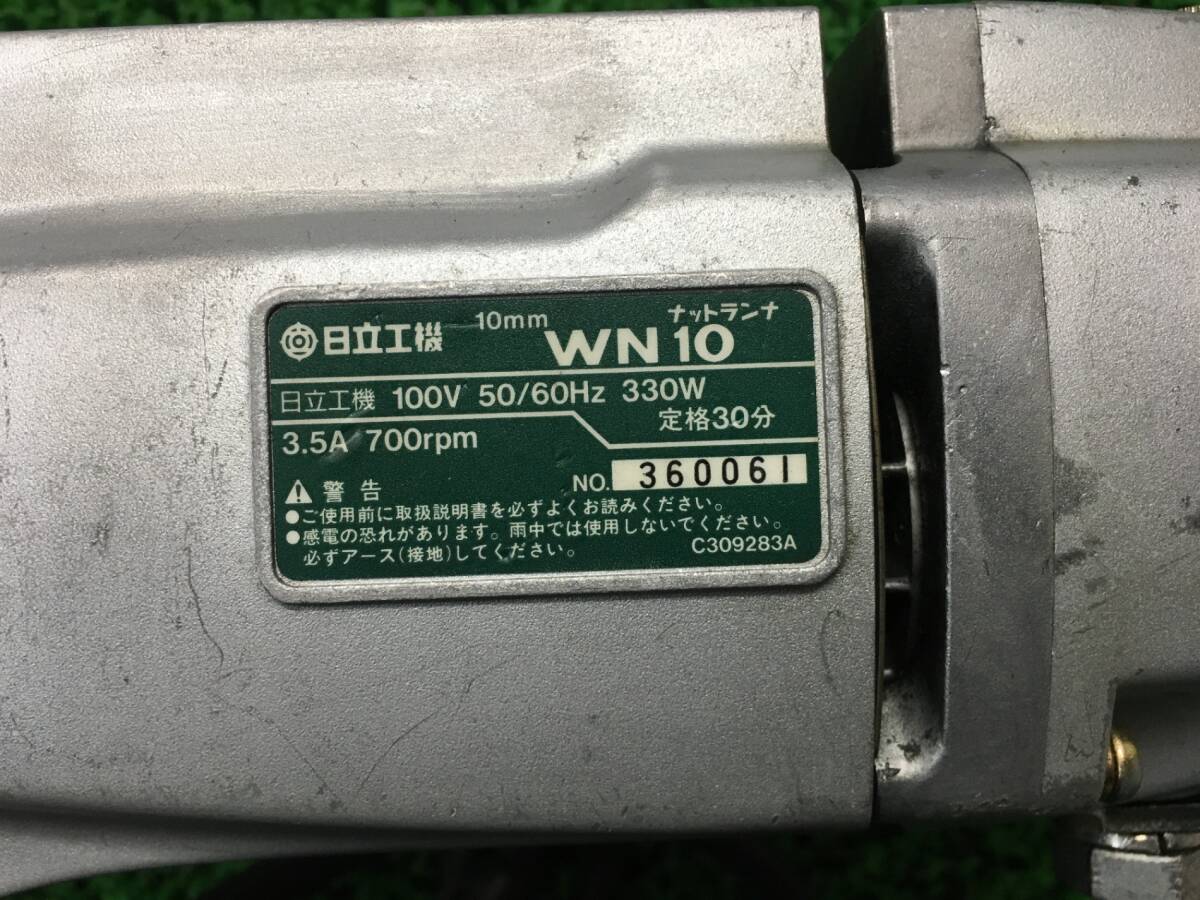 10mm ナットランナ
日立工機 WN10
日立工機 100V 50/60Hz 330W
定格30分
3.5A 700rpm
NO. 360061
警告
●ご使用前に取扱説明書を必ずよくお読みください。
●感電の恐れがあります。雨中では使用しないでください。
必ずアース(接地)してください。
C309283A